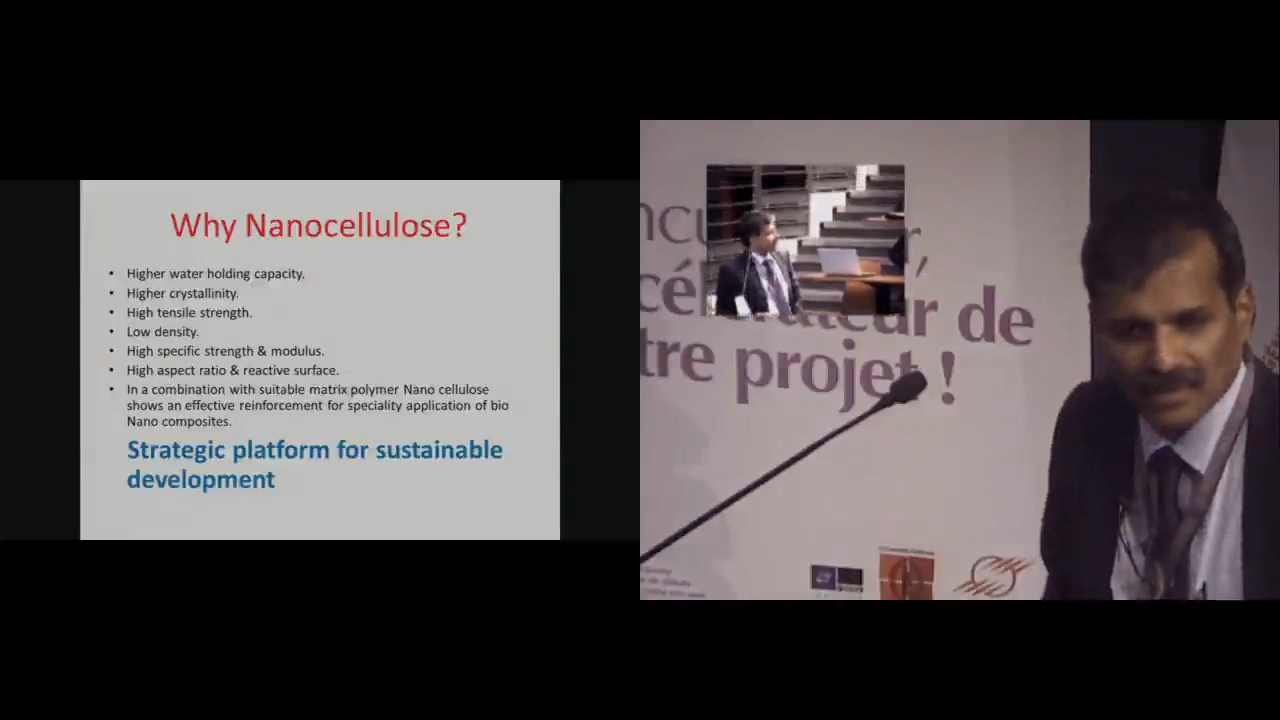 Why Nanocellulose?
• Higher water holding capacity.
• Higher crystallinity.
• High tensile strength.
• Low density.
• High specific strength & modulus.
• High aspect ratio & reactive surface.
• In a combination with suitable matrix polymer Nano cellulose
shows an effective reinforcement for speciality application of bio
Nano composites.
Strategic platform for sustainable
development
de
tre projet !